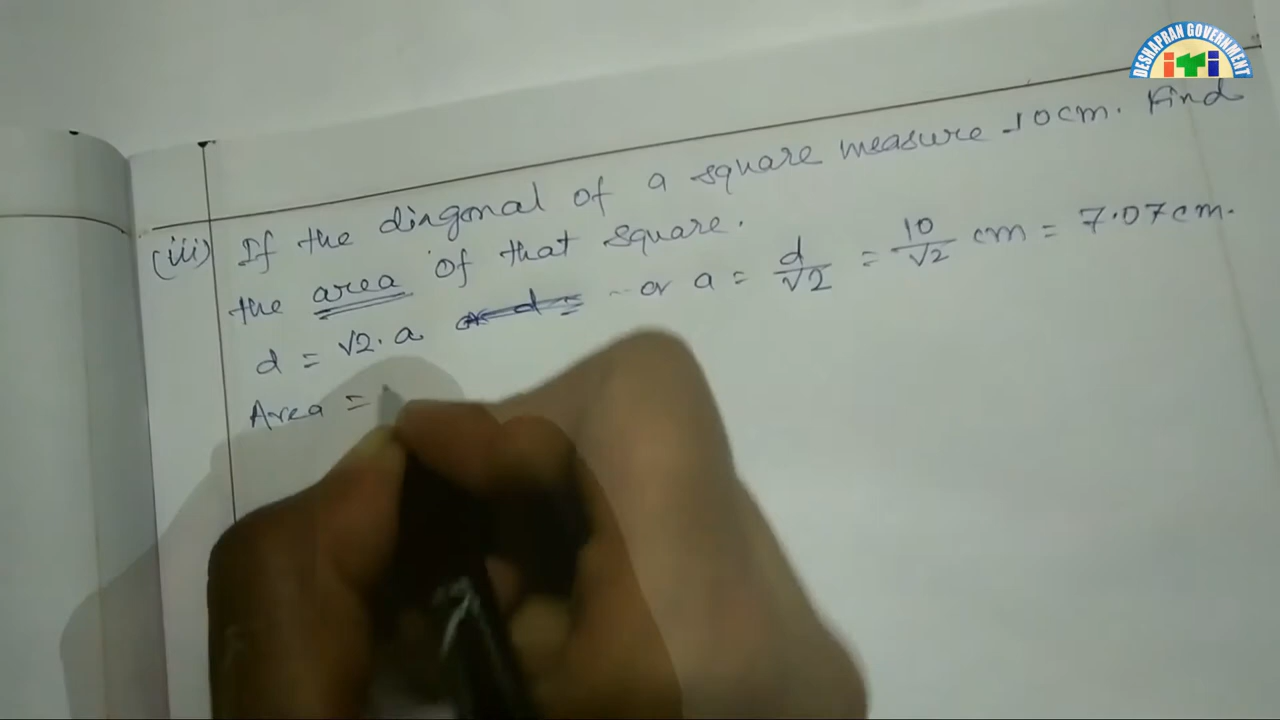 DESHAPRAN GOVERNMENT
iTi
(iii) If the diagonal of a square measure 10cm. Find
the area of that square.
d = √2. a or a = d/√2 = 10/√2 cm = 7.07cm.
Area =